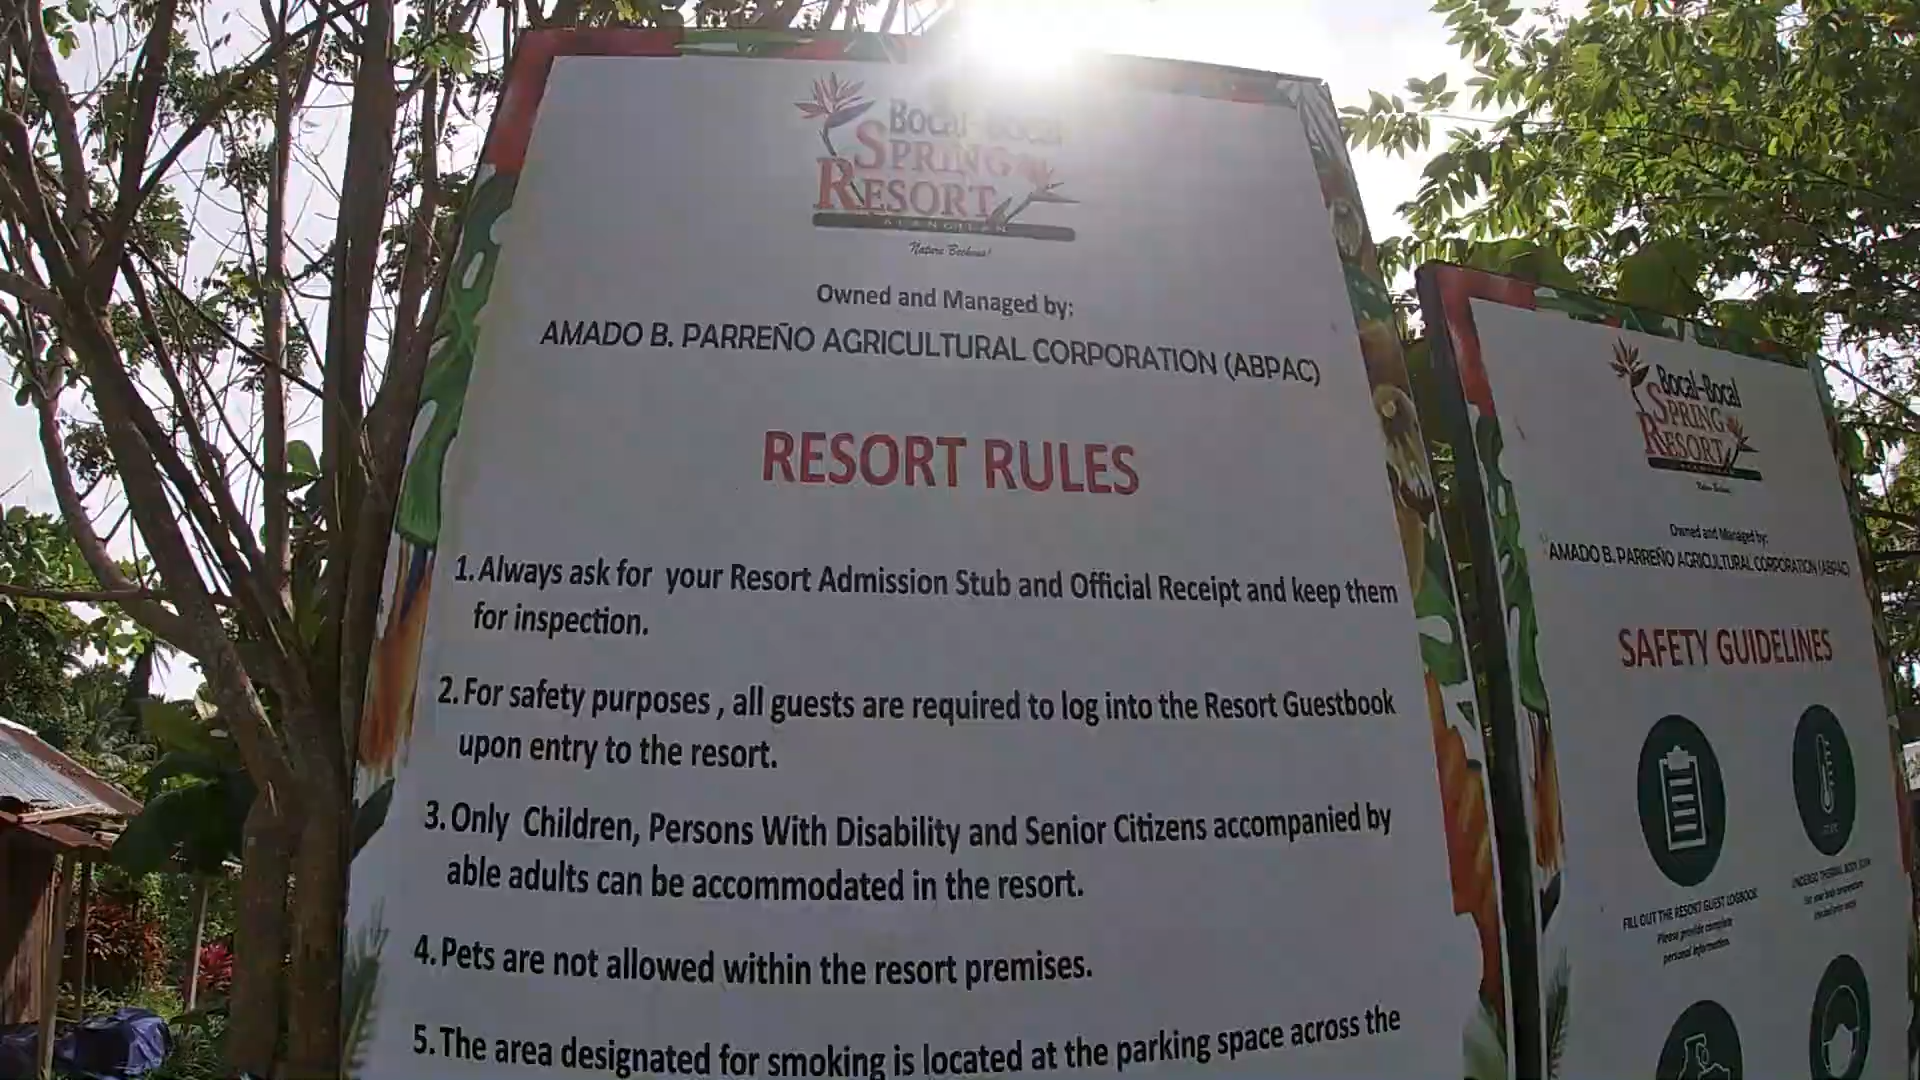 Bocal-Bocal
SPRING
RESORT
ALANGILAN
Nature Beckons!
Owned and Managed by:
AMADO B. PARREÑO AGRICULTURAL CORPORATION (ABPAC)
RESORT RULES
1. Always ask for your Resort Admission Stub and Official Receipt and keep them
for inspection.
2. For safety purposes , all guests are required to log into the Resort Guestbook
upon entry to the resort.
3. Only Children, Persons With Disability and Senior Citizens accompanied by
able adults can be accommodated in the resort.
4. Pets are not allowed within the resort premises.
5. The area designated for smoking is located at the parking space across the
Bocal-Bocal
SPRING
RESORT
Owned and Managed by:
AMADO B. PARREÑO AGRICULTURAL CORPORATION (ABPAC)
SAFETY GUIDELINES
FILL OUT THE RESORT GUEST LOGBOOK
Please provide complete
personal information.
UNDERGO THERMAL BODY SCAN